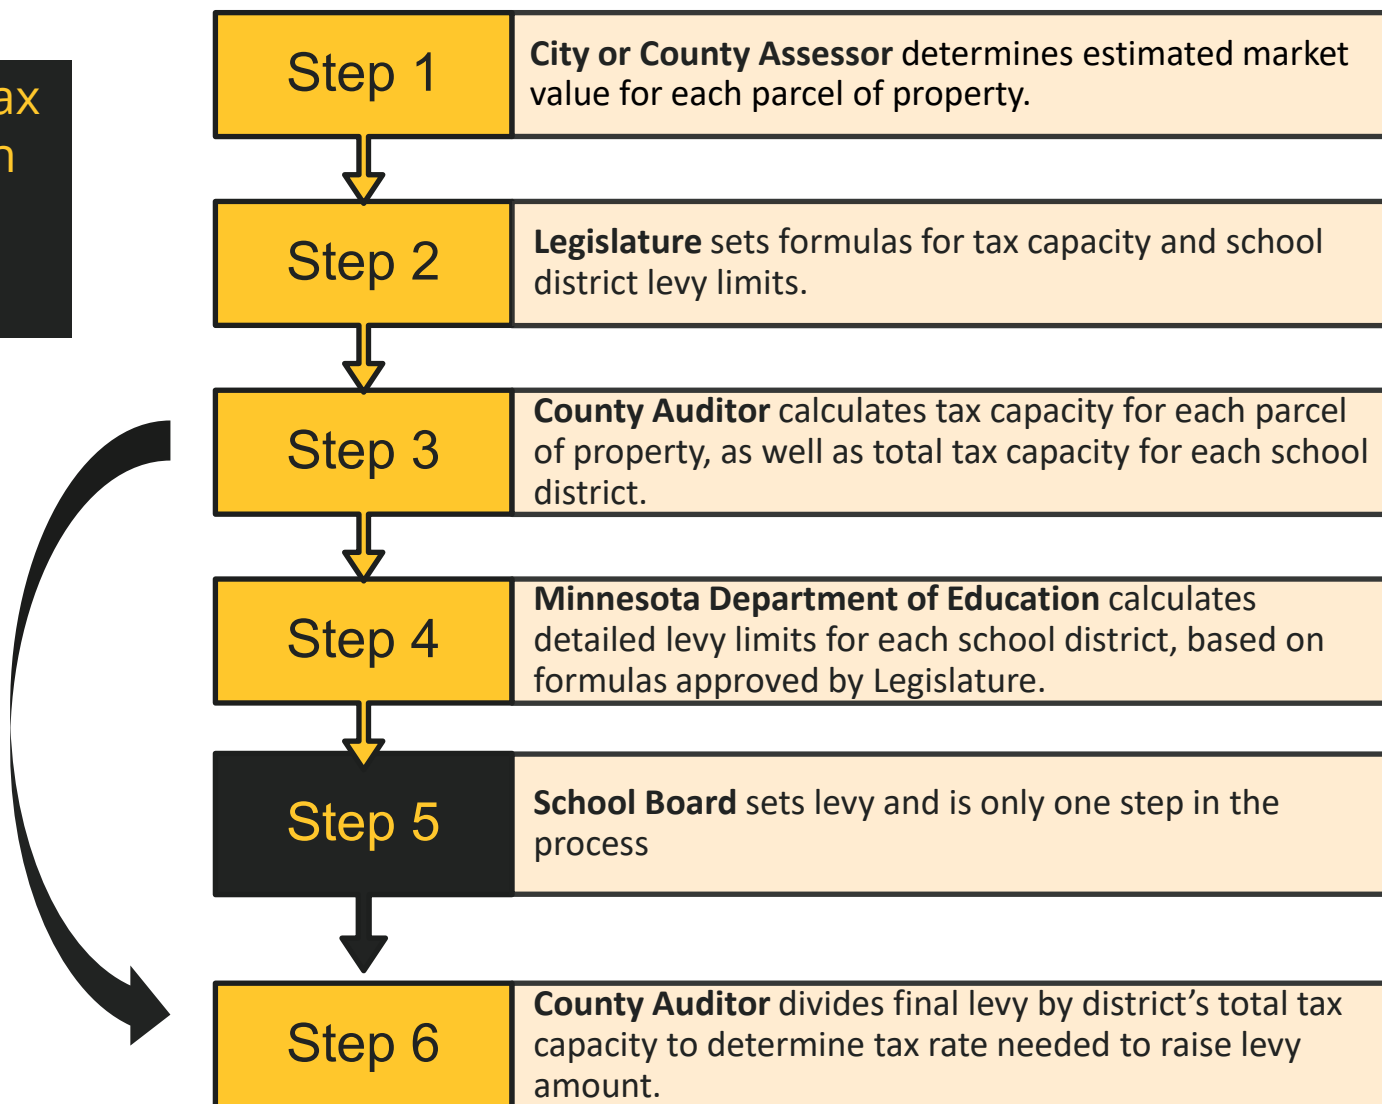 ax
n
Step 1
City or County Assessor determines estimated market
value for each parcel of property.
Step 2
Legislature sets formulas for tax capacity and school
district levy limits.
Step 3
County Auditor calculates tax capacity for each parcel
of property, as well as total tax capacity for each school
district.
Step 4
Minnesota Department of Education calculates
detailed levy limits for each school district, based on
formulas approved by Legislature.
Step 5
School Board sets levy and is only one step in the
process
Step 6
County Auditor divides final levy by district’s total tax
capacity to determine tax rate needed to raise levy
amount.